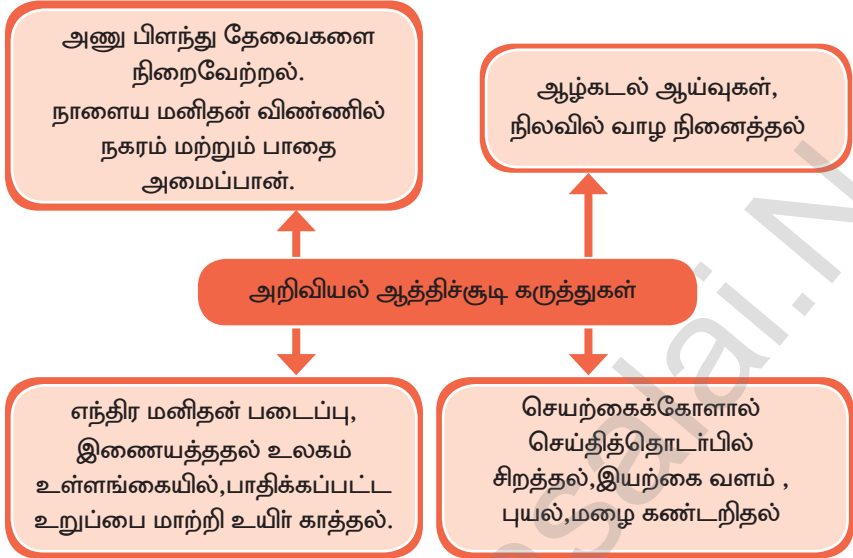 அணு பிளந்து தேவைகளை
நிறைவேற்றல்.
நாளைய மனிதன் விண்ணில்
நகரம் மற்றும் பாதை
அமைப்பான்.
ஆழ்கடல் ஆய்வுகள்,
நிலவில் வாழ நினைத்தல்
அறிவியல் ஆத்திச்சூடி கருத்துகள்
எந்திர மனிதன் படைப்பு,
இணையத்ததல் உலகம்
உள்ளங்கையில்,பாதிக்கப்பட்ட
உறுப்பை மாற்றி உயிர் காத்தல்.
செயற்கைக்கோளால்
செய்தித்தொடர்பில்
சிறத்தல்,இயற்கை வளம் ,
புயல்,மழை கண்டறிதல்